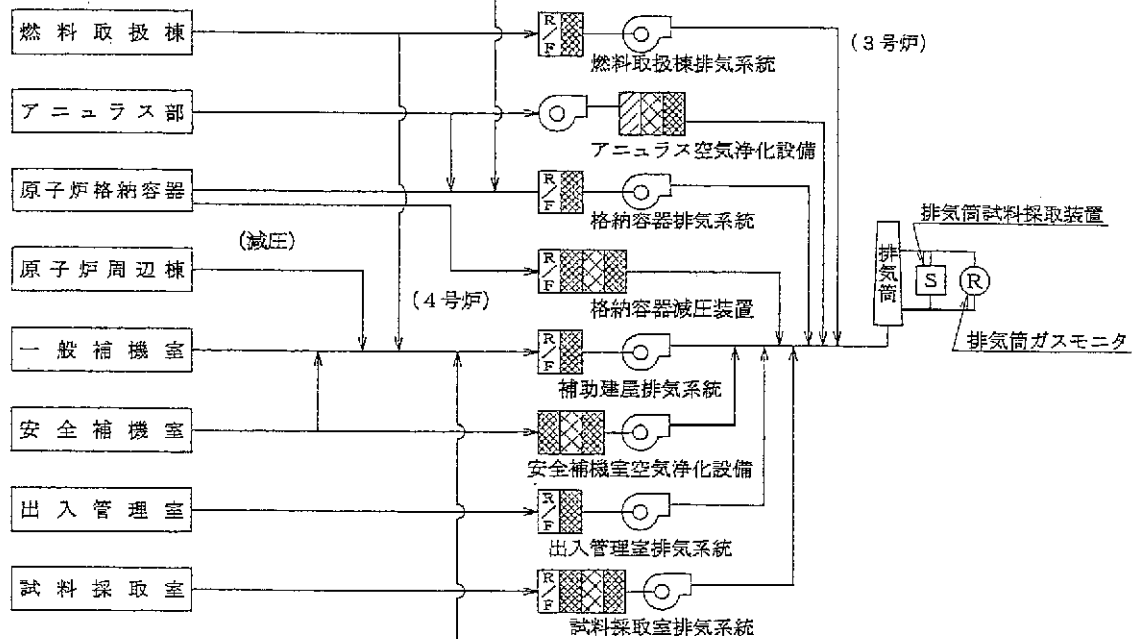 燃料取扱棟
R/F
(3号炉)
燃料取扱棟排気系統
アニュラス部
アニュラス空気浄化設備
原子炉格納容器
R/F
格納容器排気系統
排気筒試料採取装置
(減圧)
原子炉周辺棟
R/F
排気筒
S
R
(4号炉)
格納容器減圧装置
排気筒ガスモニタ
一般補機室
R/F
補助建屋排気系統
安全補機室
安全補機室空気浄化設備
出入管理室
R/F
出入管理室排気系統
試料採取室
R/F
試料採取室排気系統